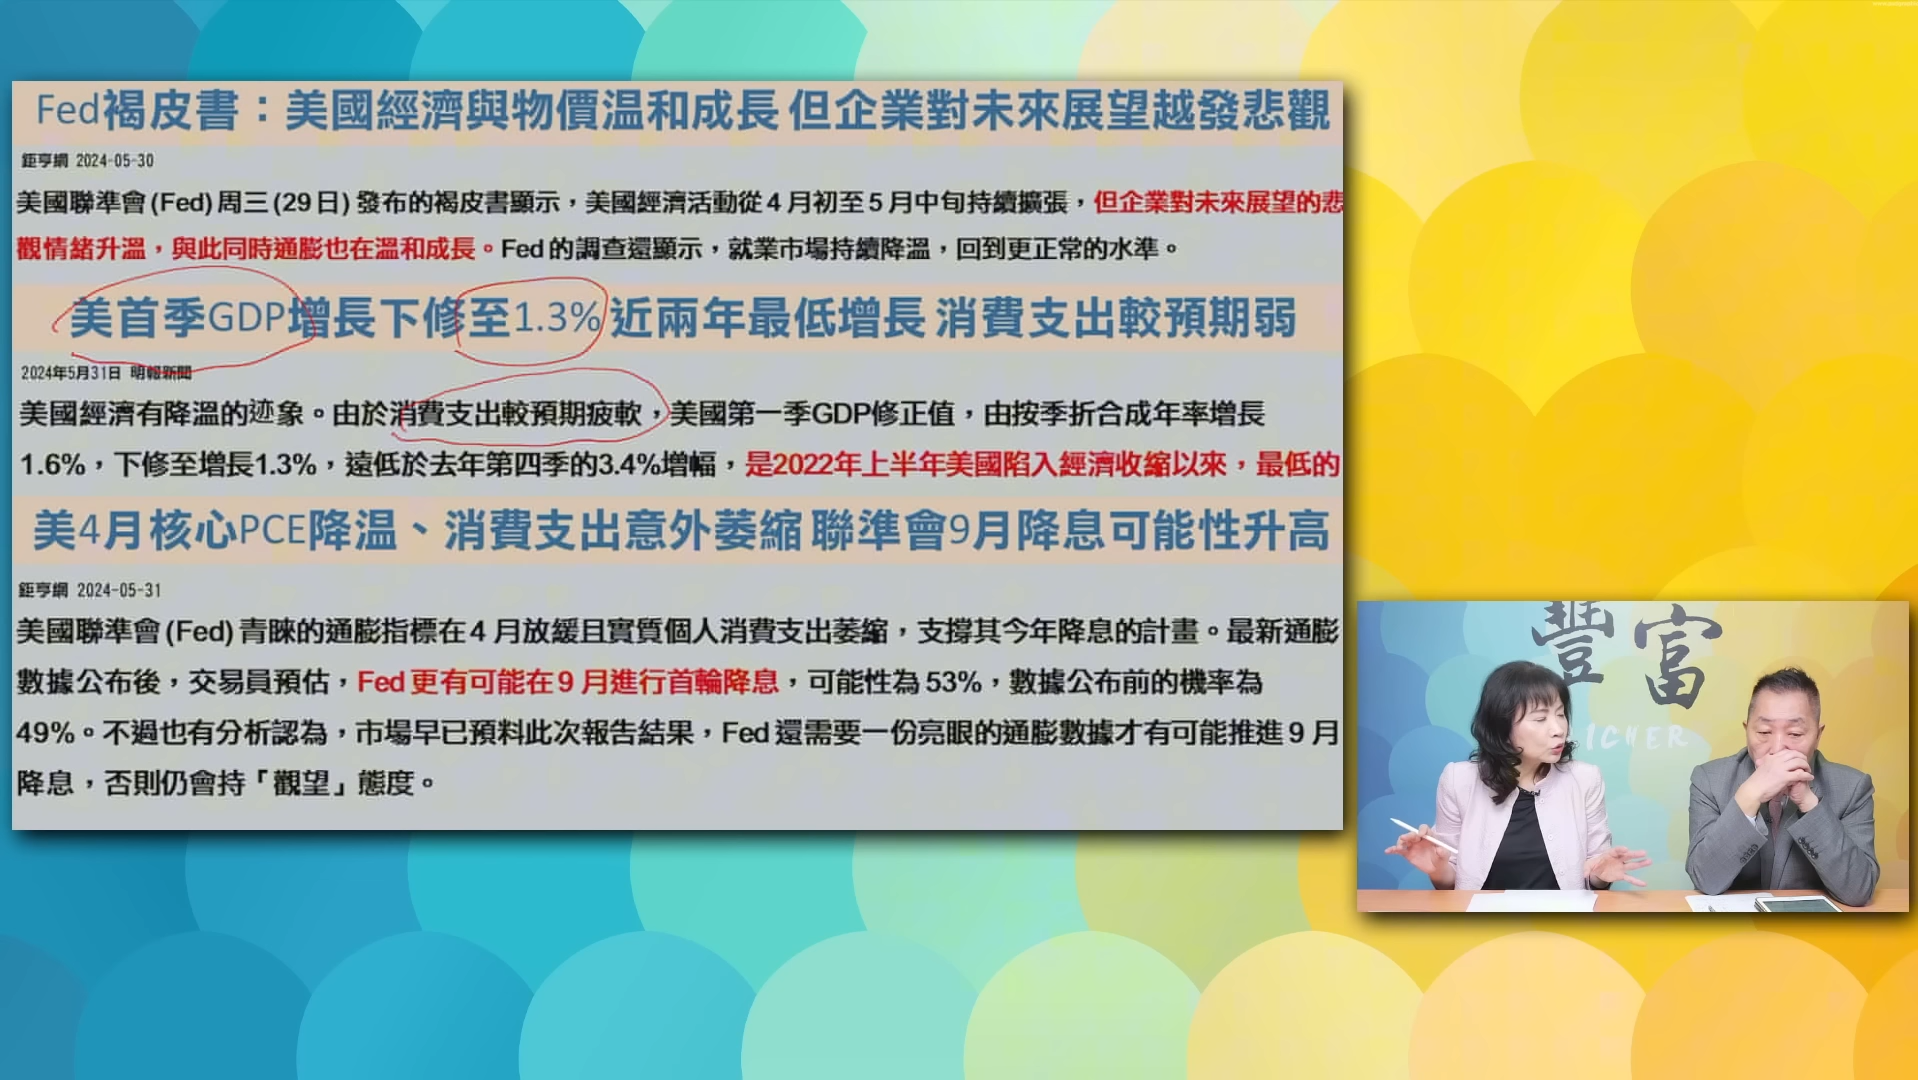 Fed褐皮書：美國經濟與物價溫和成長 但企業對未來展望越發悲觀
鉅亨網 2024-05-30
美國聯準會(Fed)周三(29日)發布的褐皮書顯示，美國經濟活動從4月初至5月中旬持續擴張，但企業對未來展望的悲
觀情緒升溫，與此同時通膨也在溫和成長。Fed的調查還顯示，就業市場持續降溫，回到更正常的水準。
美首季GDP增長下修至1.3% 近兩年最低增長 消費支出較預期弱
2024年5月31日 明報新聞
美國經濟有降溫的迹象。由於消費支出較預期疲軟，美國第一季GDP修正值，由按季折合成年率增長
1.6%，下修至增長1.3%，遠低於去年第四季的3.4%增幅，是2022年上半年美國陷入經濟收縮以來，最低的
美4月核心PCE降溫、消費支出意外萎縮 聯準會9月降息可能性升高
鉅亨網 2024-05-31
美國聯準會(Fed)青睞的通膨指標在4月放緩且實質個人消費支出萎縮，支撐其今年降息的計畫。最新通膨
數據公布後，交易員預估，Fed更有可能在9月進行首輪降息，可能性為53%，數據公布前的機率為
49%。不過也有分析認為，市場早已預料此次報告結果，Fed還需要一份亮眼的通膨數據才有可能推進9月
降息，否則仍會持「觀望」態度。
豐富
ICHER